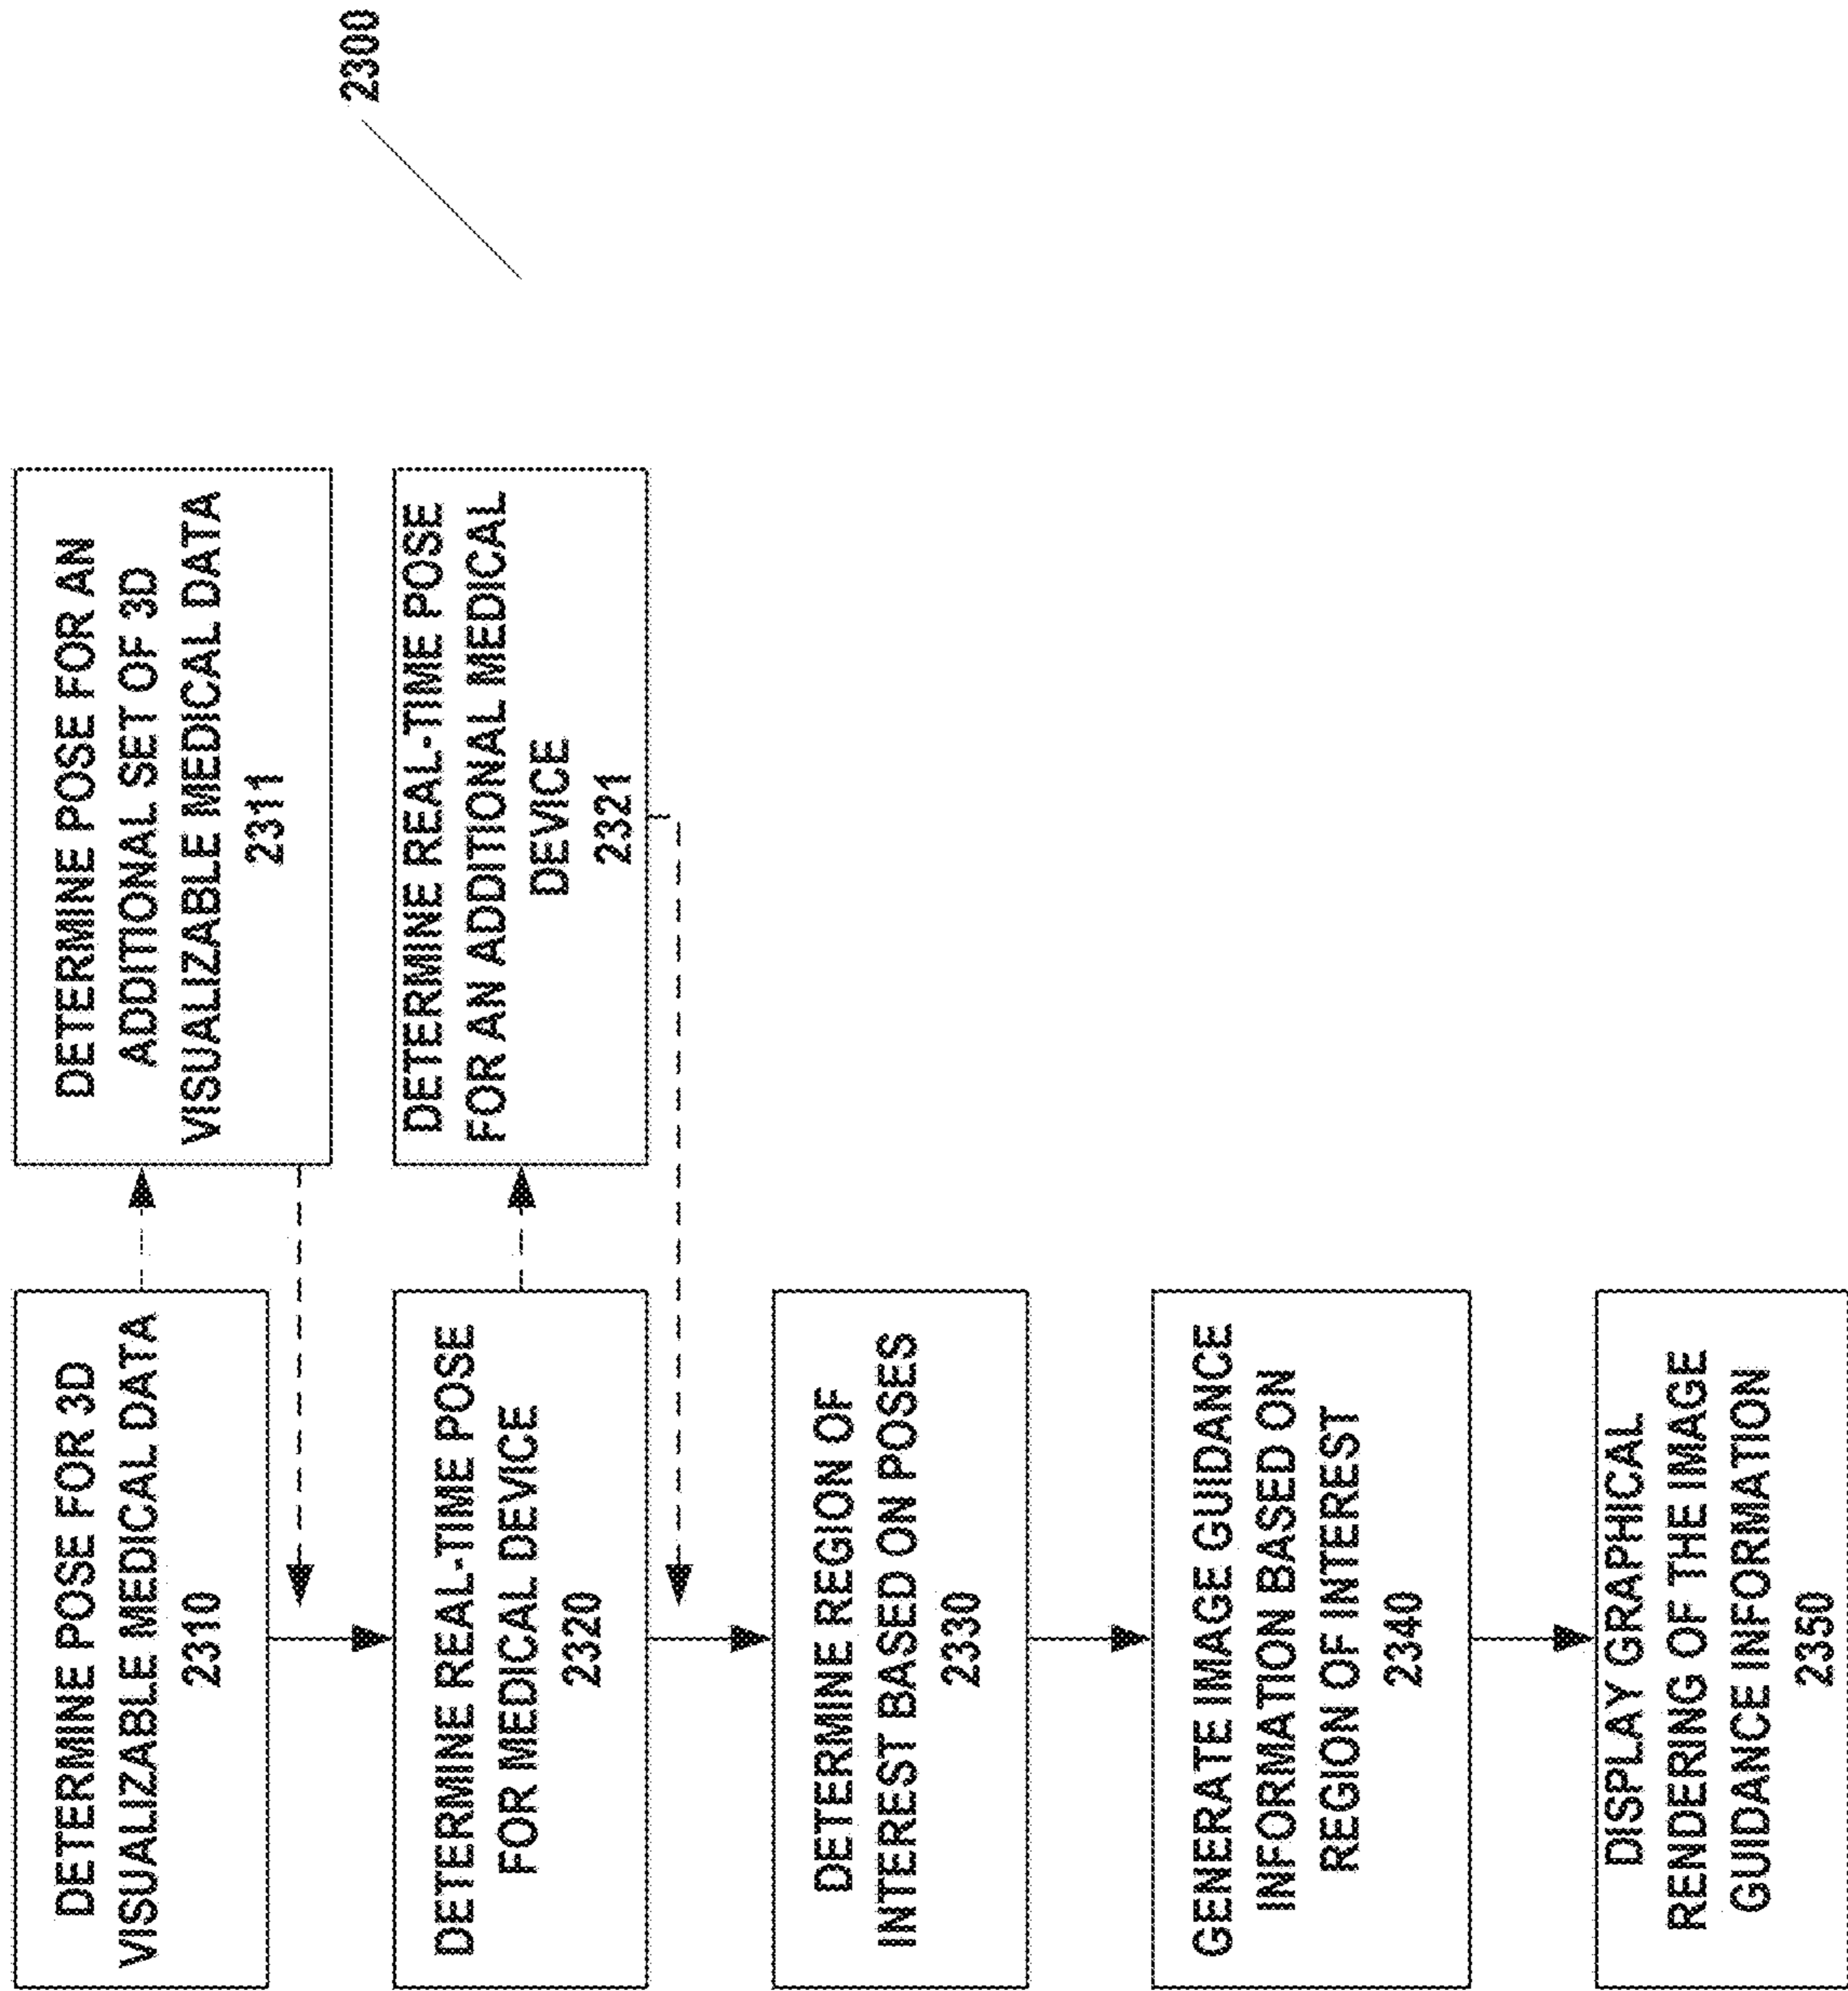 2300
DETERMINE POSE FOR 3D
VISUALIZABLE MEDICAL DATA
2310
DETERMINE POSE FOR AN
ADDITIONAL SET OF 3D
VISUALIZABLE MEDICAL DATA
2311
DETERMINE REAL-TIME POSE
FOR MEDICAL DEVICE
2320
DETERMINE REAL-TIME POSE
FOR AN ADDITIONAL MEDICAL
DEVICE
2321
DETERMINE REGION OF
INTEREST BASED ON POSES
2330
GENERATE IMAGE GUIDANCE
INFORMATION BASED ON
REGION OF INTEREST
2340
DISPLAY GRAPHICAL
RENDERING OF THE IMAGE
GUIDANCE INFORMATION
2350